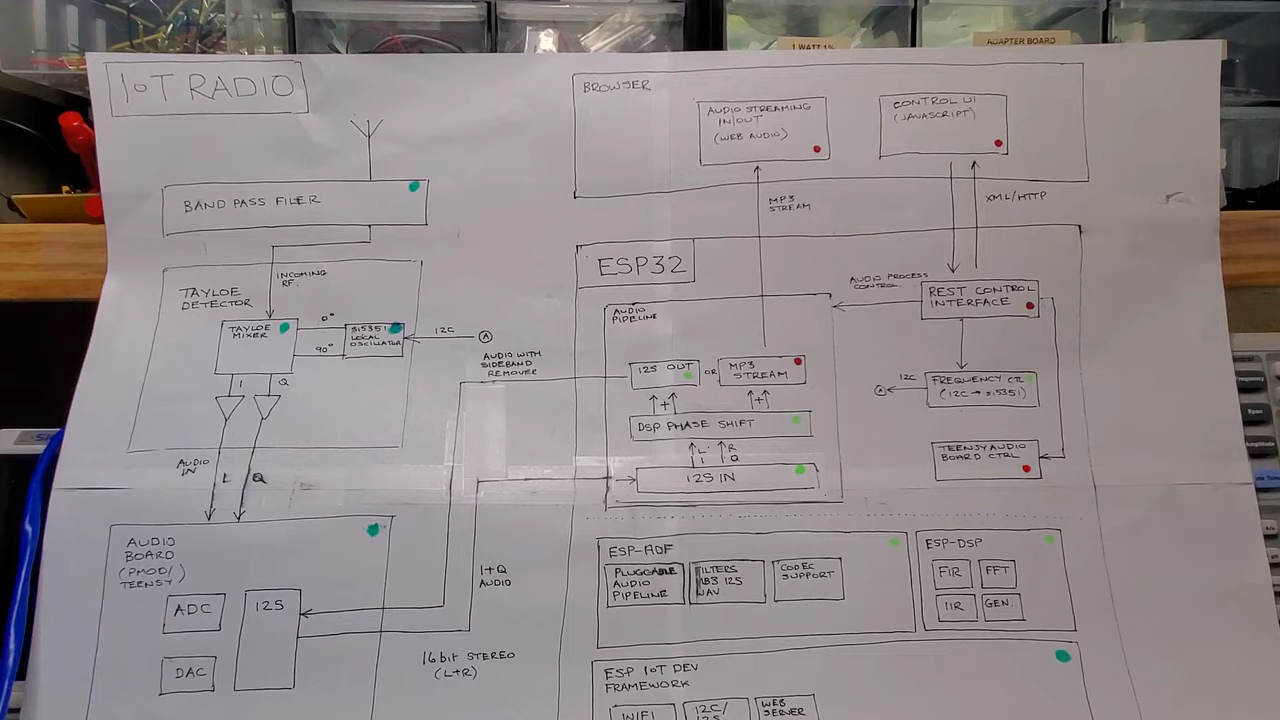 1 WATT 1%
ADAPTER BOARD
IoT RADIO
BAND PASS FILER
TAYLOE
DETECTOR
INCOMING
RF.
TAYLOE
MIXER
0°
90°
Si5351
LOCAL
OSCILLATOR
I2C
A
I
Q
AUDIO
IN
L
Q
AUDIO
BOARD
(PMOD/
TEENSY)
ADC
DAC
I2S
AUDIO WITH
SIDEBAND
REMOVER
I+Q
AUDIO
16bit STEREO
(L+R)
BROWSER
AUDIO STREAMING
IN/OUT
(WEB AUDIO)
CONTROL UI
(JAVASCRIPT)
MP3
STREAM
XML/HTTP
ESP32
AUDIO
PIPELINE
I2S OUT
OR
MP3
STREAM
+
+
DSP PHASE SHIFT
L
I
R
Q
I2S IN
AUDIO PROCESS
CONTROL
REST CONTROL
INTERFACE
I2C
A
FREQUENCY CTL
(I2C → si5351)
TEENSY AUDIO
BOARD CTRL
ESP-ADF
PLUGGABLE
AUDIO
PIPELINE
FILTERS
I2S
WAV
CODEC
SUPPORT
ESP-DSP
FIR
FFT
IIR
GEN.
ESP IoT DEV
FRAMEWORK
WIFI
I2C/
I2S
WEB
SERVER